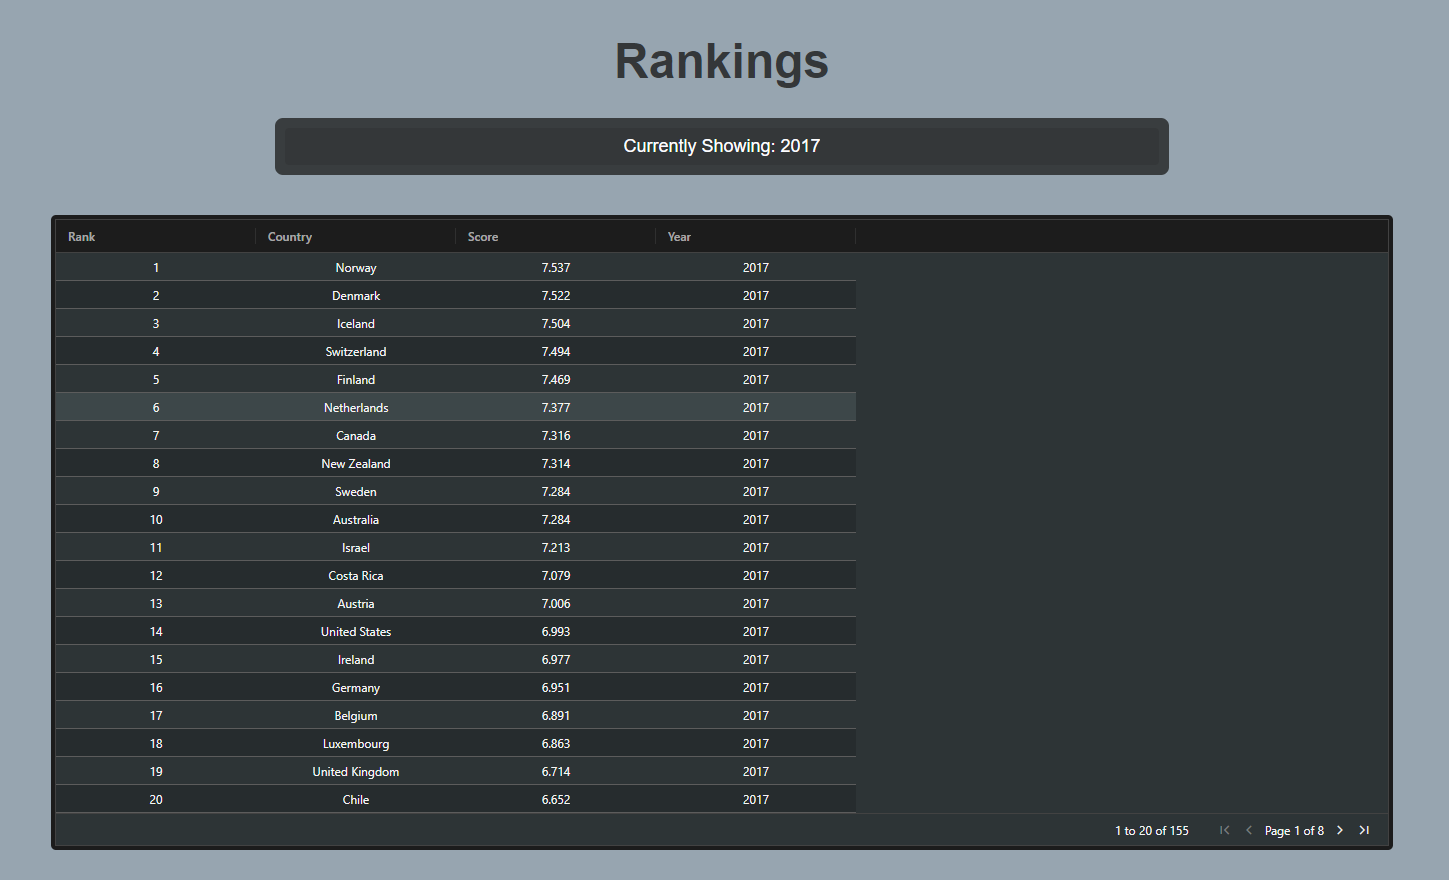 Rankings
Currently Showing: 2017
Rank Country Score Year
1 Norway 7.537 2017
2 Denmark 7.522 2017
3 Iceland 7.504 2017
4 Switzerland 7.494 2017
5 Finland 7.469 2017
6 Netherlands 7.377 2017
7 Canada 7.316 2017
8 New Zealand 7.314 2017
9 Sweden 7.284 2017
10 Australia 7.284 2017
11 Israel 7.213 2017
12 Costa Rica 7.079 2017
13 Austria 7.006 2017
14 United States 6.993 2017
15 Ireland 6.977 2017
16 Germany 6.951 2017
17 Belgium 6.891 2017
18 Luxembourg 6.863 2017
19 United Kingdom 6.714 2017
20 Chile 6.652 2017
1 to 20 of 155 Page 1 of 8